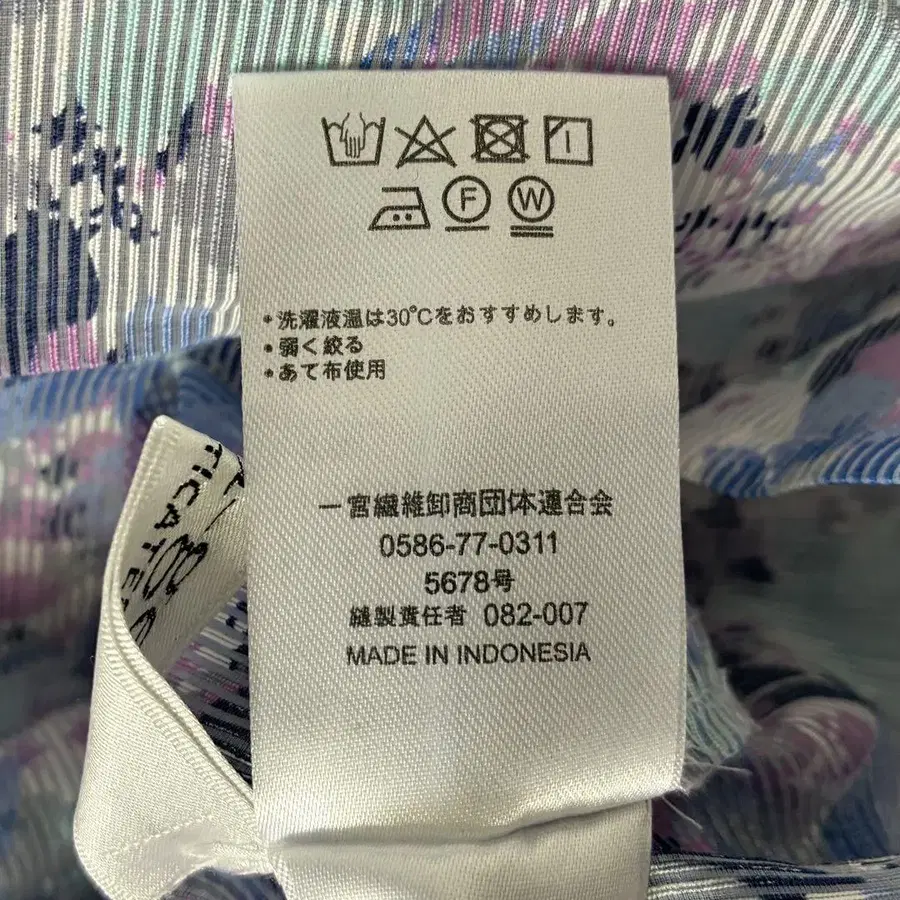 F W
・洗濯液温は30℃をおすすめします。
・弱く絞る
・あて布使用
一宮繊維卸商団体連合会
0586-77-0311
5678号
縫製責任者 082-007
MADE IN INDONESIA